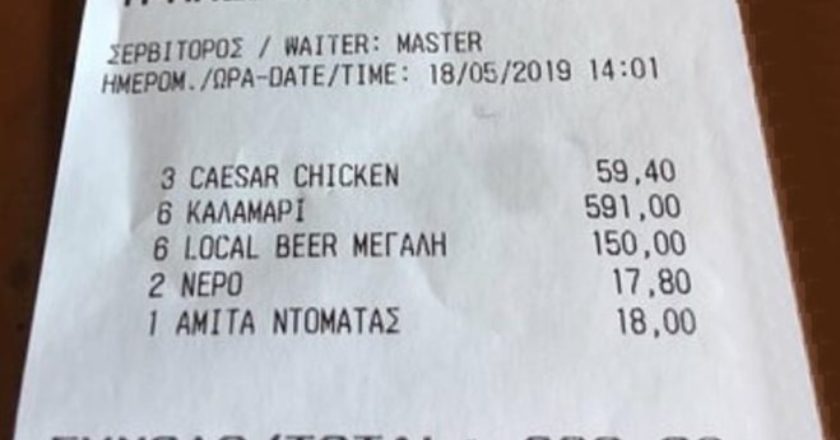 ΣΕΡΒΙΤΟΡΟΣ / WAITER: MASTER
ΗΜΕΡΟΜ./ΩΡΑ-DATE/TIME: 18/05/2019 14:01
3 CAESAR CHICKEN 59,40
6 ΚΑΛΑΜΑΡΙ 591,00
6 LOCAL BEER ΜΕΓΑΛΗ 150,00
2 ΝΕΡΟ 17,80
1 ΑΜΙΤΑ ΝΤΟΜΑΤΑΣ 18,00